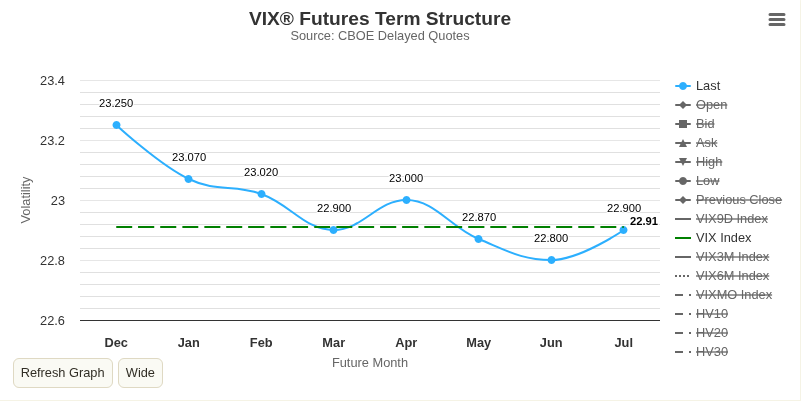 VIX® Futures Term Structure
Source: CBOE Delayed Quotes
23.4
23.2
23
22.8
22.6
Volatility
23.250
23.070
23.020
22.900
23.000
22.870
22.800
22.900
22.91
Dec Jan Feb Mar Apr May Jun Jul
Future Month
Last
Open
Bid
Ask
High
Low
Previous Close
VIX9D Index
VIX Index
VIX3M Index
VIX6M Index
VIXMO Index
HV10
HV20
HV30
Refresh Graph
Wide